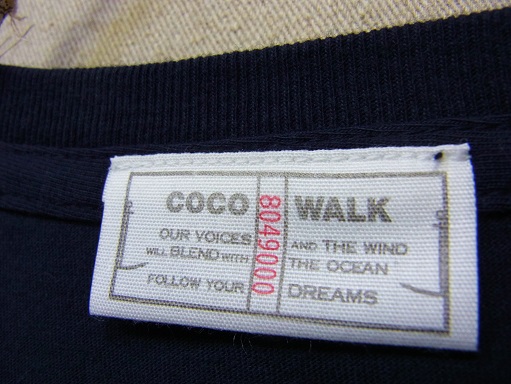 COCO WALK
8049000
OUR VOICES AND THE WIND
WILL BLEND WITH THE OCEAN
FOLLOW YOUR DREAMS